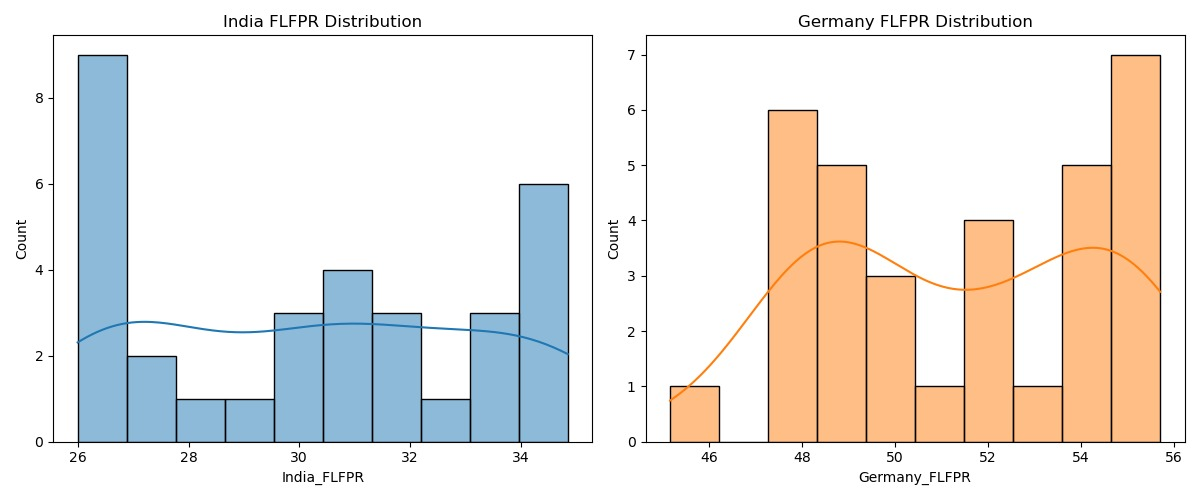 India FLFPR Distribution
Count
8
6
4
2
0
26 28 30 32 34
India_FLFPR
Germany FLFPR Distribution
Count
7
6
5
4
3
2
1
0
46 48 50 52 54 56
Germany_FLFPR